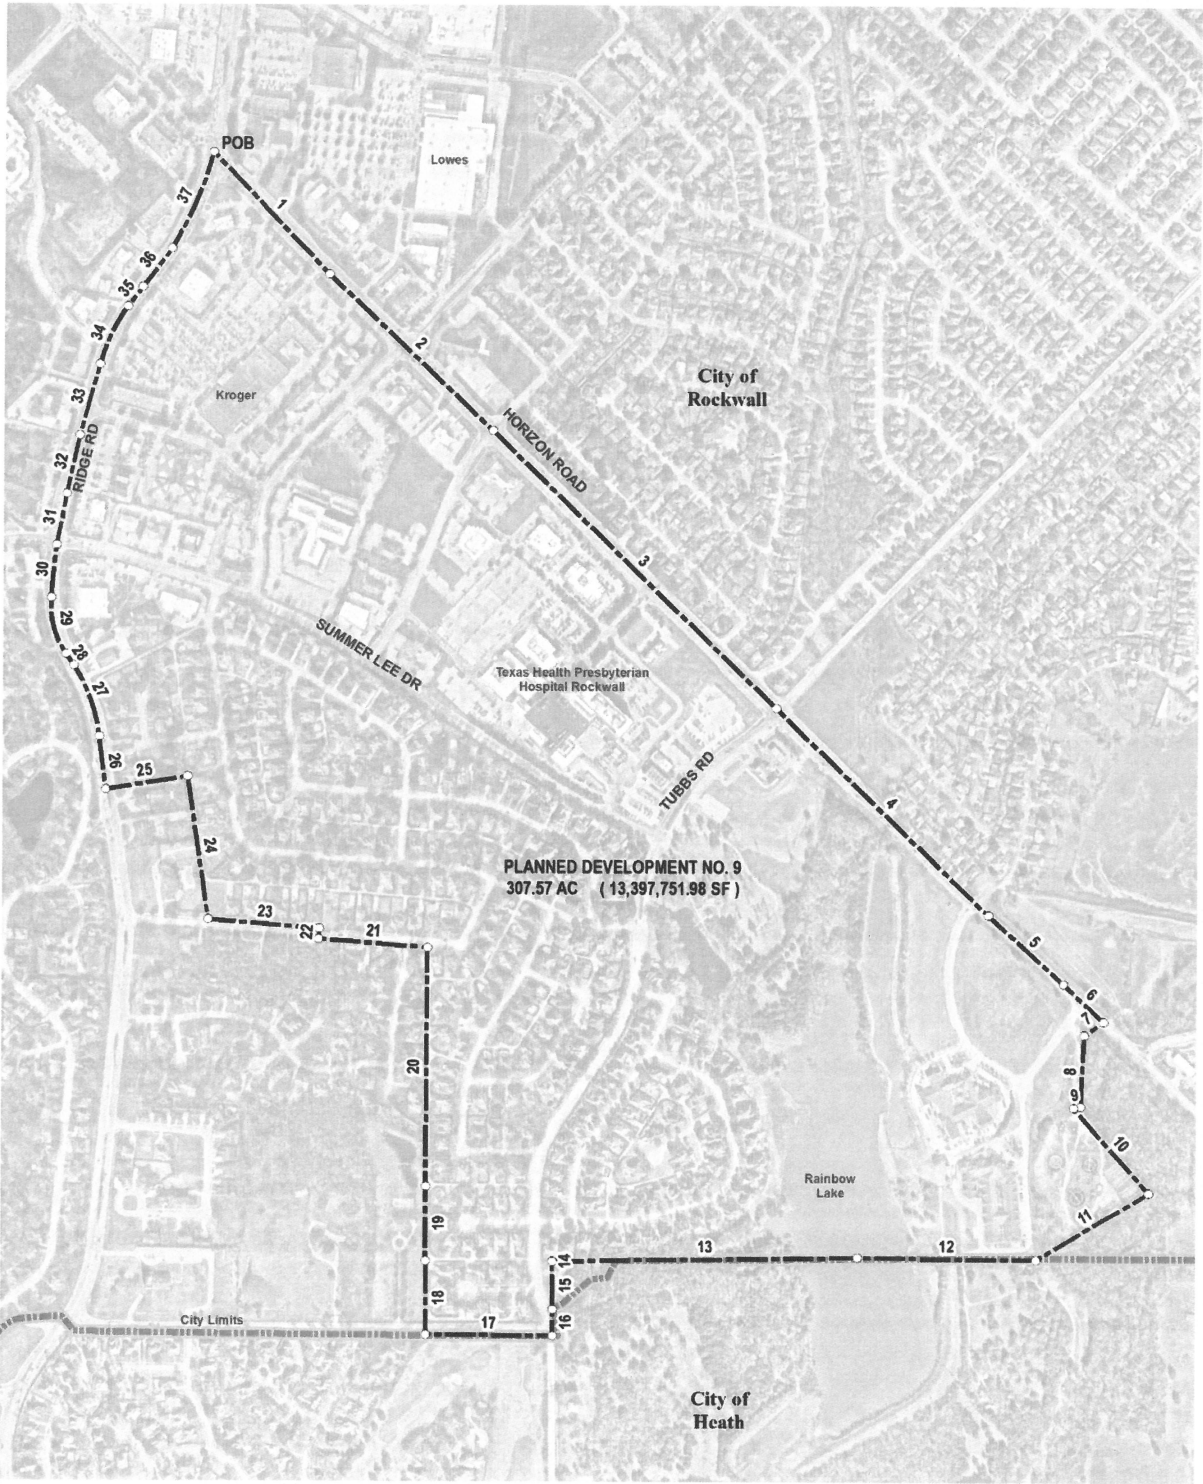 POB
Lowes
37
1
36
35
34
2
City of
Rockwall
33
Kroger
HORIZON ROAD
RIDGE RD
32
31
3
30
29
SUMMER LEE DR
28
Texas Health Presbyterian
Hospital Rockwall
27
26
25
TUBBS RD
4
24
PLANNED DEVELOPMENT NO. 9
307.57 AC ( 13,397,751.98 SF )
23
22
21
5
6
7
20
8
9
10
Rainbow
Lake
11
19
14
13
12
15
18
City Limits
17
16
City of
Heath